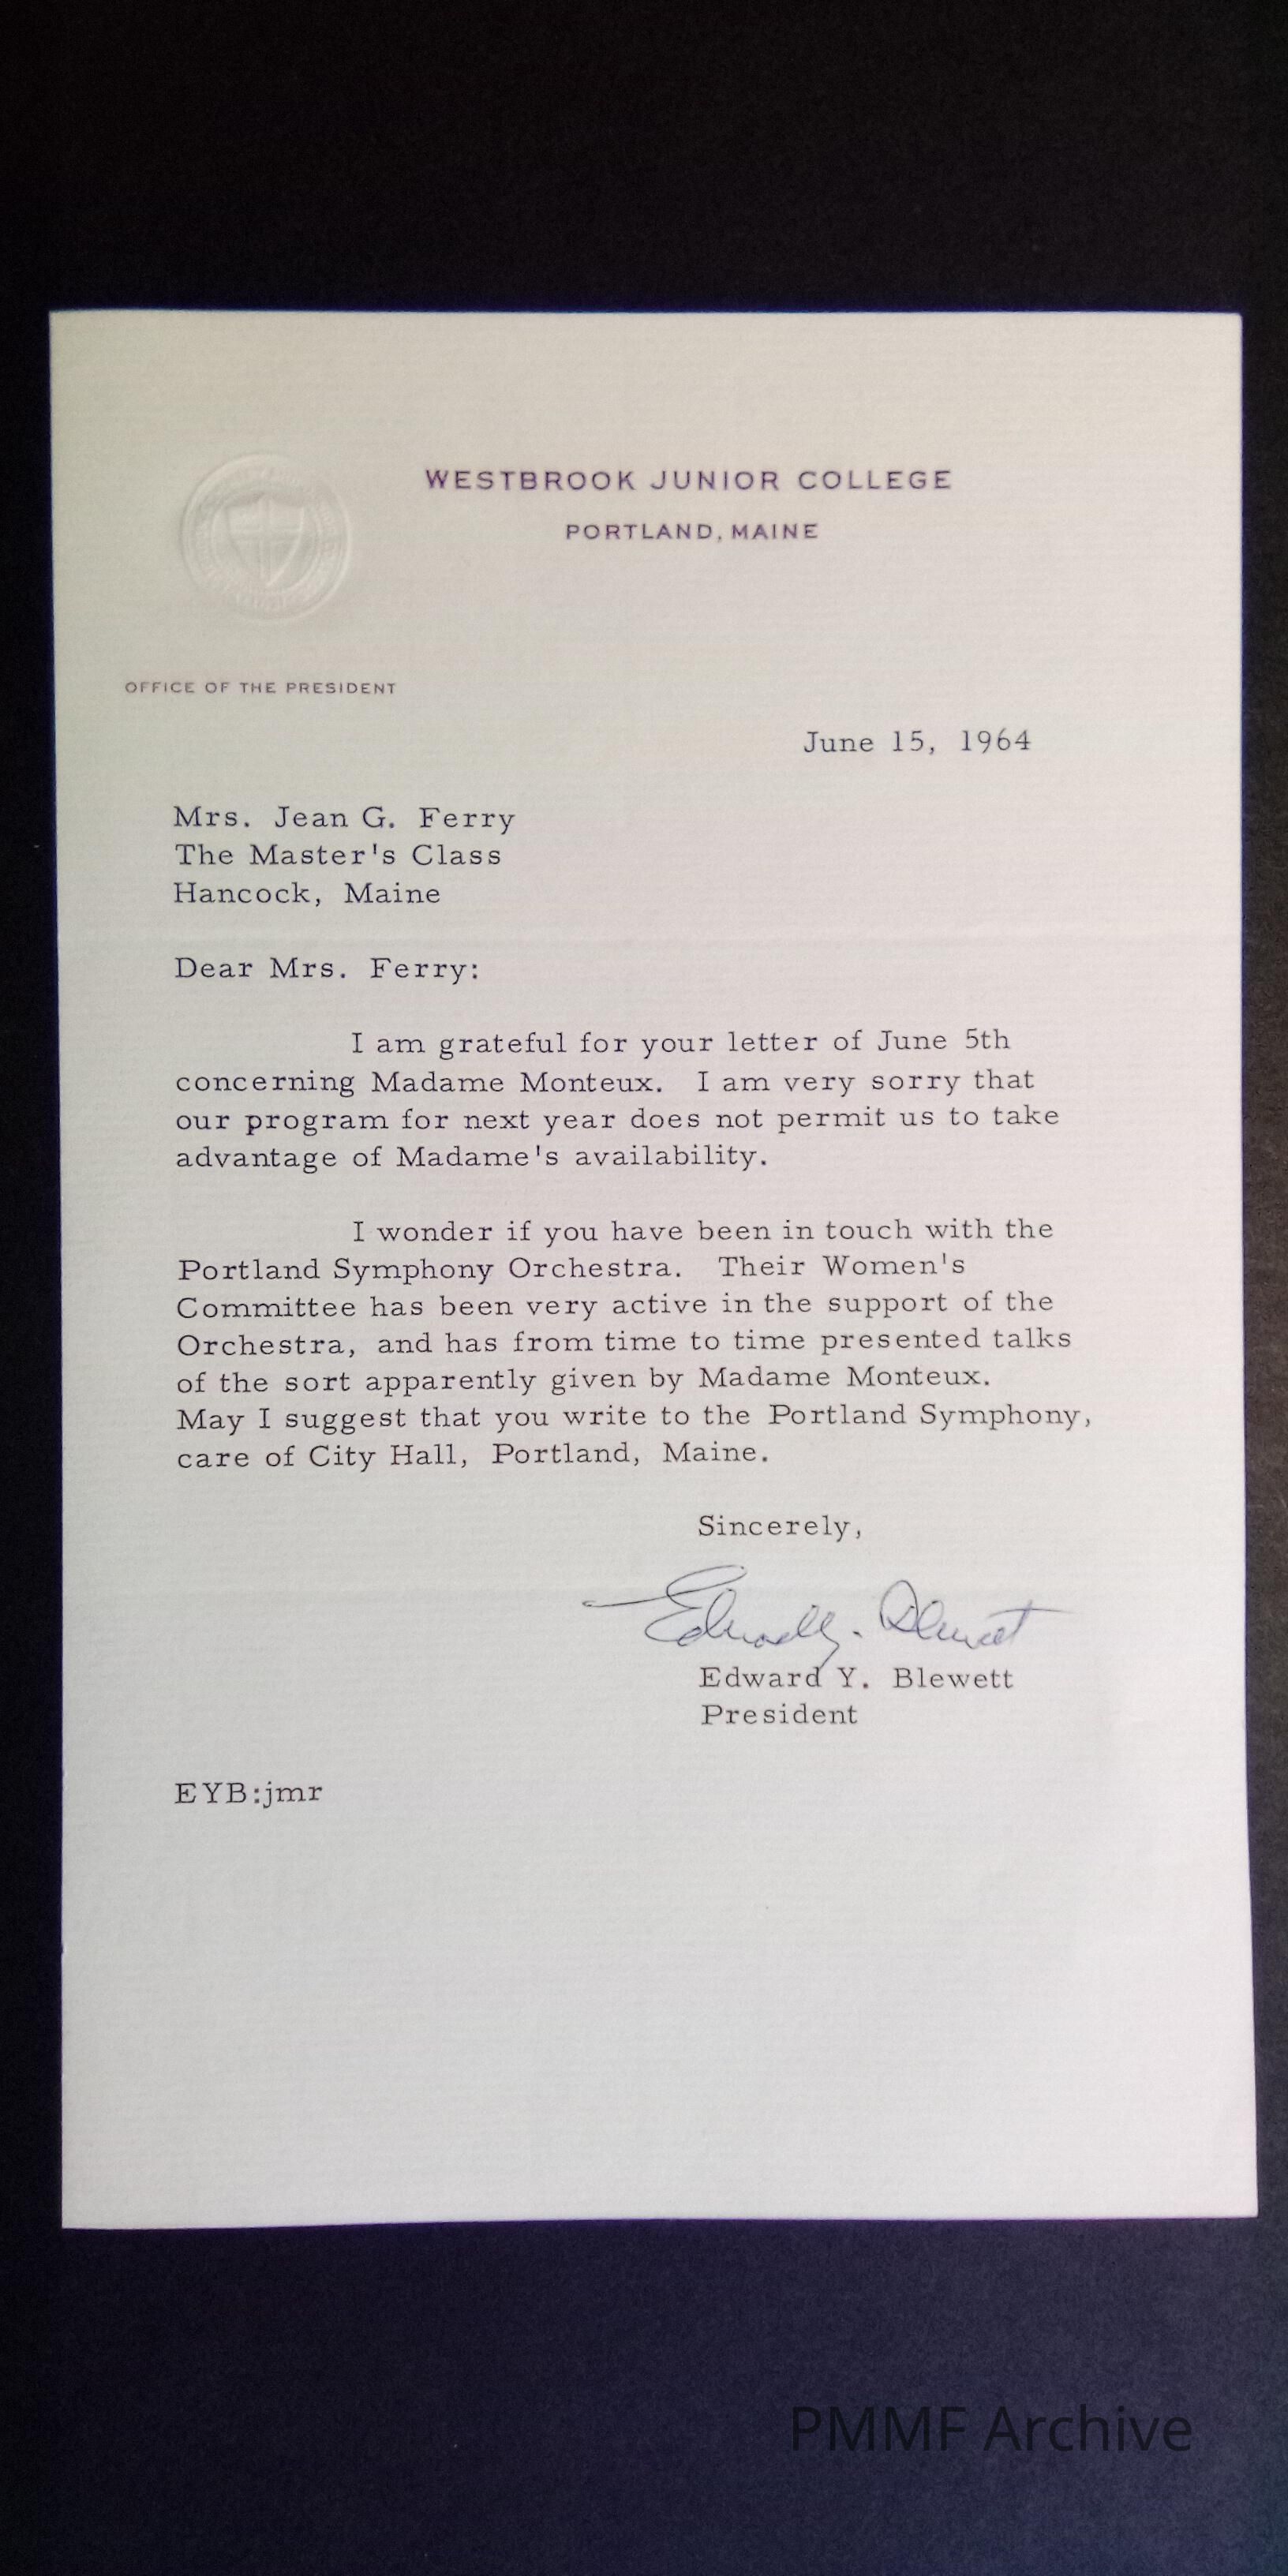 WESTBROOK JUNIOR COLLEGE
PORTLAND, MAINE
OFFICE OF THE PRESIDENT
June 15, 1964
Mrs. Jean G. Ferry
The Master's Class
Hancock, Maine
Dear Mrs. Ferry:
I am grateful for your letter of June 5th
concerning Madame Monteux. I am very sorry that
our program for next year does not permit us to take
advantage of Madame's availability.
I wonder if you have been in touch with the
Portland Symphony Orchestra. Their Women's
Committee has been very active in the support of the
Orchestra, and has from time to time presented talks
of the sort apparently given by Madame Monteux.
May I suggest that you write to the Portland Symphony,
care of City Hall, Portland, Maine.
Sincerely,
Edward Y. Blewett
Edward Y. Blewett
President
EYB:jmr
PMMF Archive